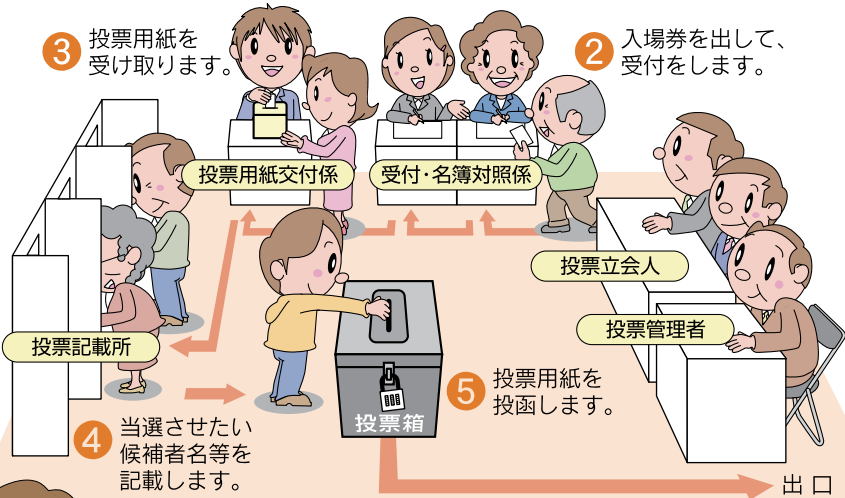 3 投票用紙を
受け取ります。
2 入場券を出して、
受付をします。
投票用紙交付係
受付・名簿対照係
投票立会人
投票管理者
投票記載所
4 当選させたい
候補者名等を
記載します。
5 投票用紙を
投函します。
投票箱
出口